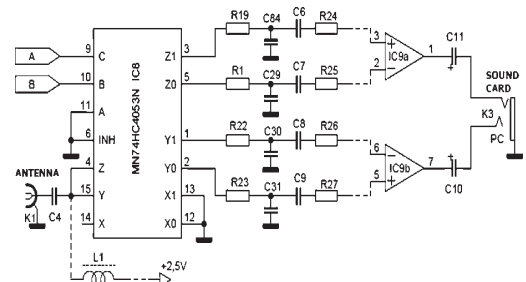 C84 C6
R19 R24
C11
A 9 C Z1 3
3 1
IC9a
2
B 10 B Z0 5
R1 C29 C7 R25
SOUND
CARD
11 A
MN74HC4053N IC8
C30 C8
K3
6 INH Y1 1
R22 R26
PC
ANTENNA 4 Z Y0 2
6 7
IC9b
5
C10
15 Y X1 13
R23 C31 C9 R27
K1 C4
14 X X0 12
L1
+2,5V